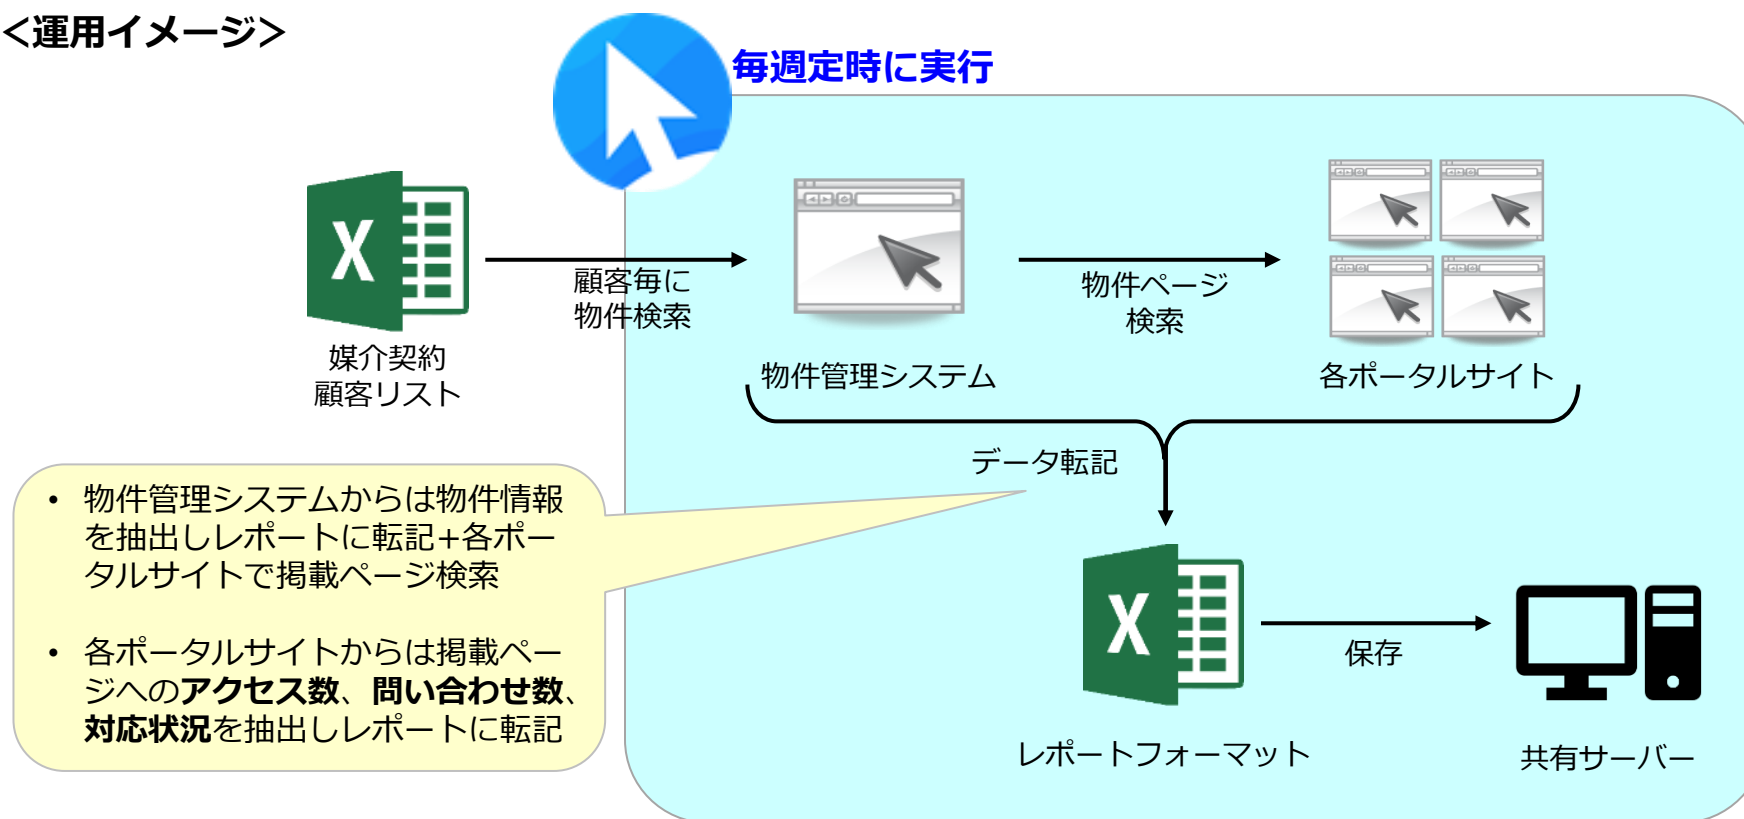 ＜運用イメージ＞
毎週定時に実行
X
顧客毎に
物件検索
物件ページ
検索
媒介契約
顧客リスト
物件管理システム
各ポータルサイト
データ転記
• 物件管理システムからは物件情報
を抽出しレポートに転記+各ポー
タルサイトで掲載ページ検索
• 各ポータルサイトからは掲載ペー
ジへのアクセス数、問い合わせ数、
対応状況を抽出しレポートに転記
X
保存
レポートフォーマット
共有サーバー